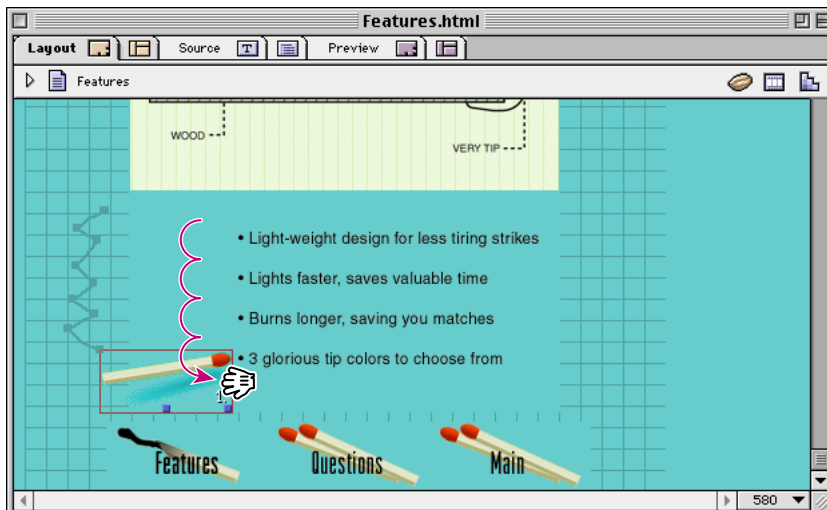 Features.html
Layout Source T Preview
Features
WOOD
VERY TIP
• Light-weight design for less tiring strikes
• Lights faster, saves valuable time
• Burns longer, saving you matches
• 3 glorious tip colors to choose from
1.
Features Questions Main
580